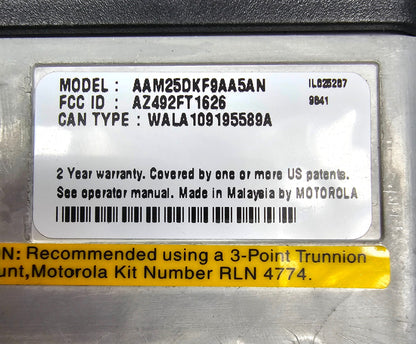 MODEL : AAM25DKF9AA5AN
FCC ID : AZ492FT1626
CAN TYPE : WALA109195589A
9841
2 Year warranty. Covered by one or more US patents.
See operator manual. Made in Malaysia by MOTOROLA
N: Recommended using a 3-Point Trunnion
unt,Motorola Kit Number RLN 4774.